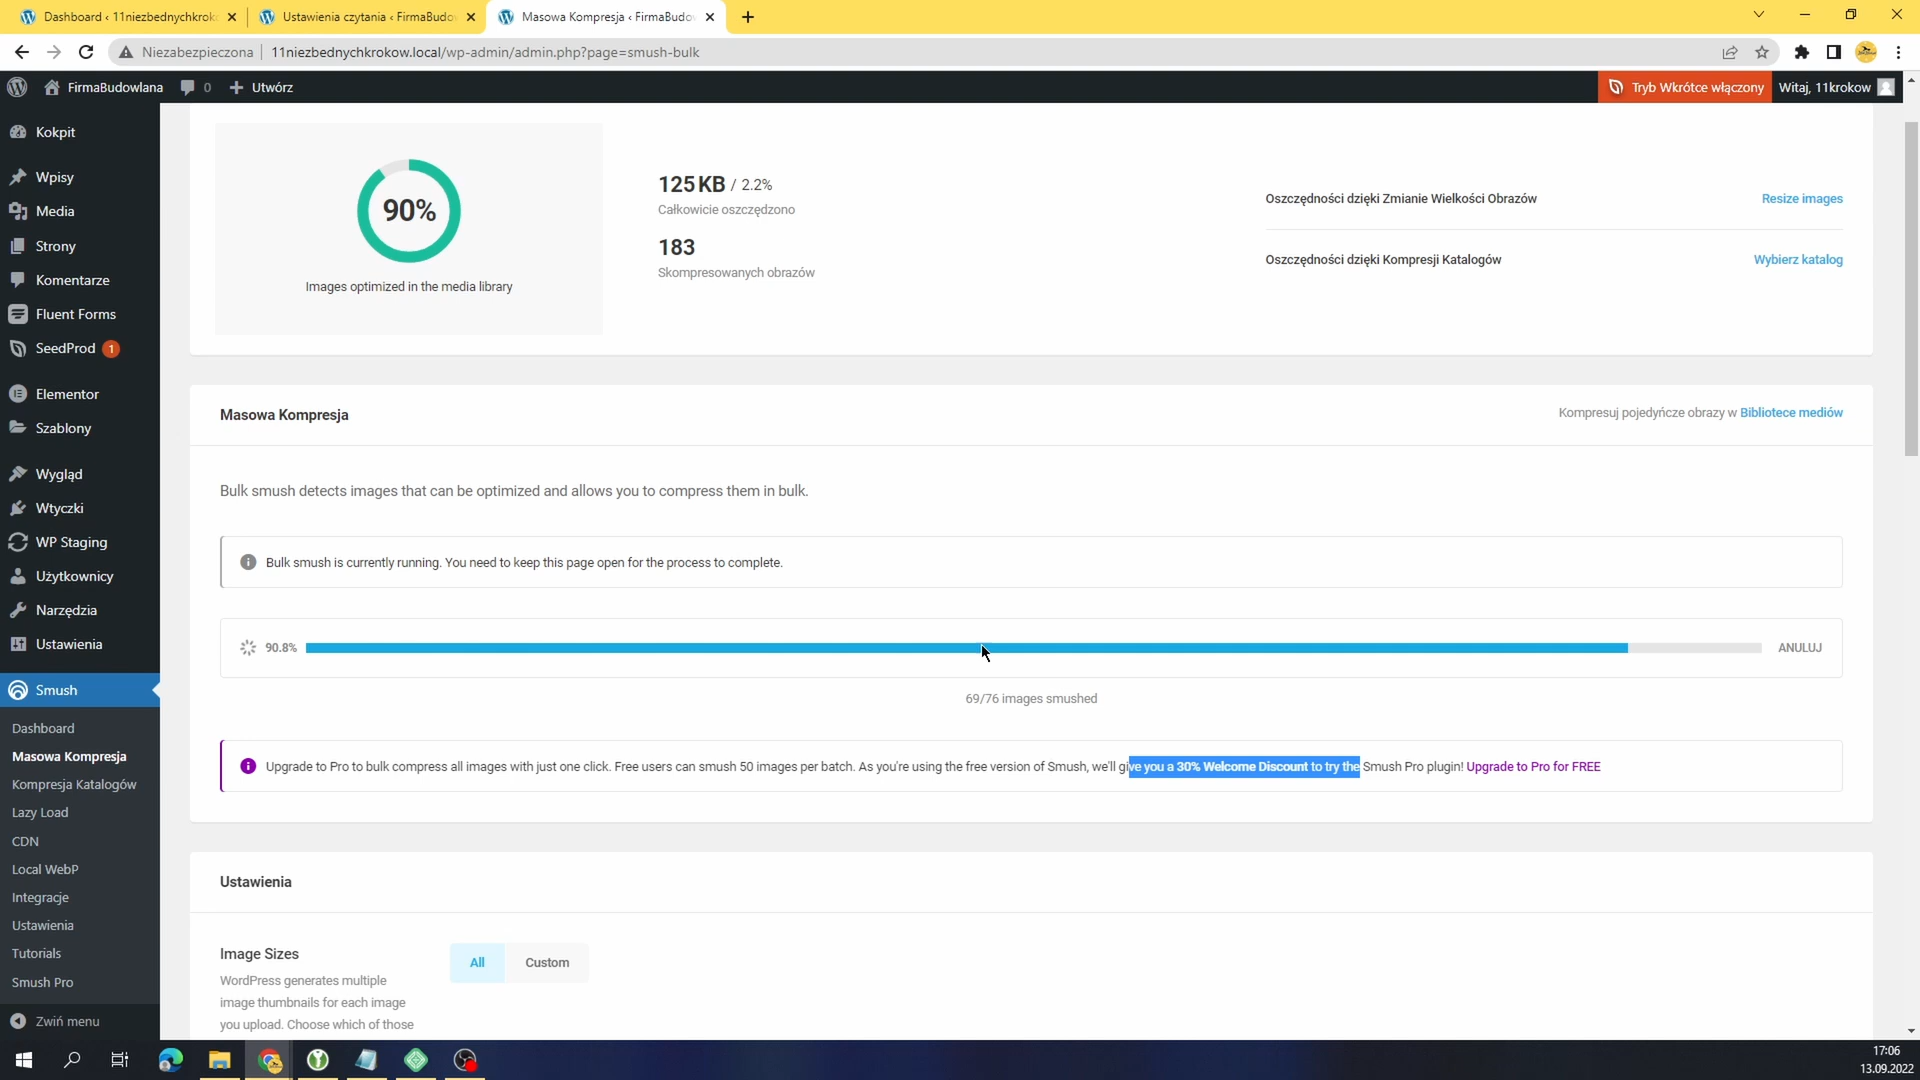 Dashboard ‹ 11niezbednychkrok
Ustawienia czytania ‹ FirmaBudo
Masowa Kompresja ‹ FirmaBudo
Niezabezpieczona
11niezbednychkrokow.local/wp-admin/admin.php?page=smush-bulk
FirmaBudowlana
0
Utwórz
Tryb Wkrótce włączony
Witaj, 11krokow
Kokpit
Wpisy
Media
Strony
Komentarze
Fluent Forms
SeedProd 1
Elementor
Szablony
Wygląd
Wtyczki
WP Staging
Użytkownicy
Narzędzia
Ustawienia
Smush
Dashboard
Masowa Kompresja
Kompresja Katalogów
Lazy Load
CDN
Local WebP
Integracje
Ustawienia
Tutorials
Smush Pro
Zwiń menu
90%
Images optimized in the media library
125 KB / 2.2%
Całkowicie oszczędzono
183
Skompresowanych obrazów
Oszczędności dzięki Zmianie Wielkości Obrazów
Resize images
Oszczędności dzięki Kompresji Katalogów
Wybierz katalog
Masowa Kompresja
Kompresuj pojedyńcze obrazy w Bibliotece mediów
Bulk smush detects images that can be optimized and allows you to compress them in bulk.
Bulk smush is currently running. You need to keep this page open for the process to complete.
90.8%
ANULUJ
69/76 images smushed
Upgrade to Pro to bulk compress all images with just one click. Free users can smush 50 images per batch. As you're using the free version of Smush, we'll give you a 30% Welcome Discount to try the Smush Pro plugin! Upgrade to Pro for FREE
Ustawienia
Image Sizes
All
Custom
WordPress generates multiple
image thumbnails for each image
you upload. Choose which of those
17:06
13.09.2022